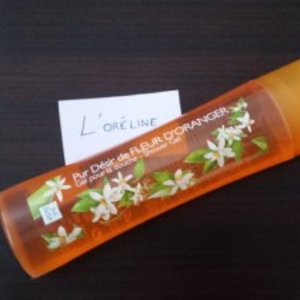 L'ORÉLINE
Pur Désir de FLEUR D'ORANGER
Gel pour la douche - Shower Gel